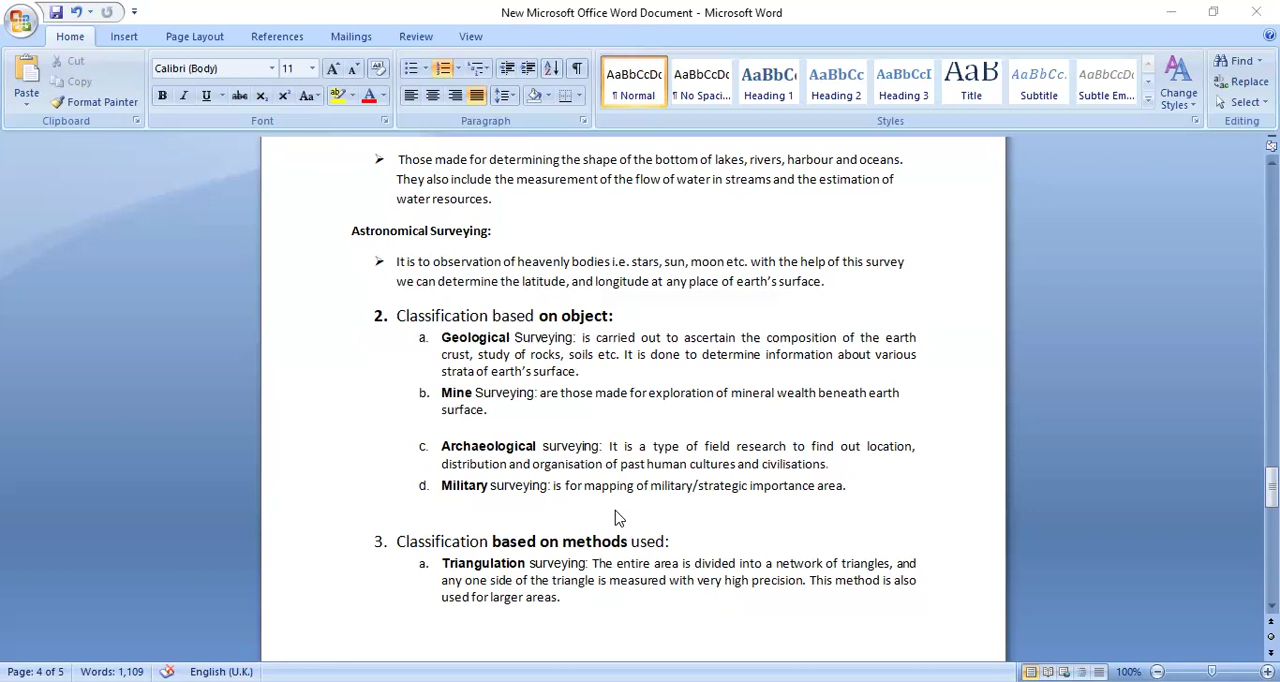 New Microsoft Office Word Document - Microsoft Word
Home Insert Page Layout References Mailings Review View
Paste
Cut
Copy
Format Painter
Clipboard
Calibri (Body) 11
B I U abc X₂ X² Aa
Font
Paragraph
AaBbCcDc AaBbCcDc AaBbC AaBbCc AaBbCcI AaB AaBbCc. AaBbCcDc
¶ Normal ¶ No Spaci... Heading 1 Heading 2 Heading 3 Title Subtitle Subtle Em...
Change Styles
Styles
Find
Replace
Select
Editing
➢ Those made for determining the shape of the bottom of lakes, rivers, harbour and oceans.
They also include the measurement of the flow of water in streams and the estimation of
water resources.
Astronomical Surveying:
➢ It is to observation of heavenly bodies i.e. stars, sun, moon etc. with the help of this survey
we can determine the latitude, and longitude at any place of earth's surface.
2. Classification based on object:
a. Geological Surveying: is carried out to ascertain the composition of the earth
crust, study of rocks, soils etc. It is done to determine information about various
strata of earth's surface.
b. Mine Surveying: are those made for exploration of mineral wealth beneath earth
surface.
c. Archaeological surveying: It is a type of field research to find out location,
distribution and organisation of past human cultures and civilisations.
d. Military surveying: is for mapping of military/strategic importance area.
3. Classification based on methods used:
a. Triangulation surveying: The entire area is divided into a network of triangles, and
any one side of the triangle is measured with very high precision. This method is also
used for larger areas.
Page: 4 of 5 Words: 1,109 English (U.K.) 100%